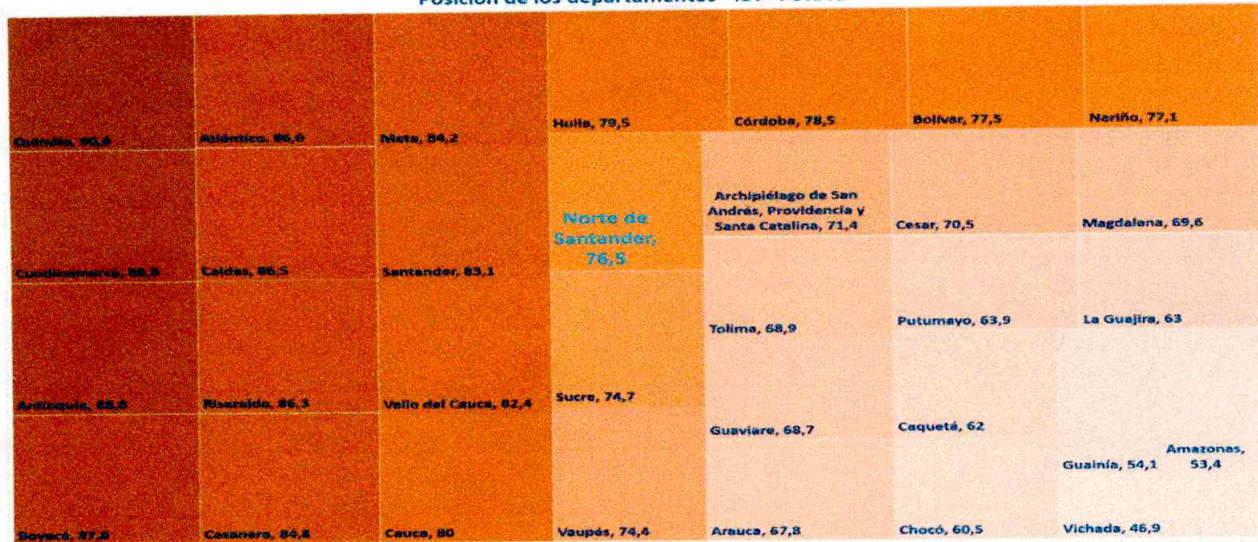 Posición de los departamentos
Quindío, 90,6
Atlántico, 86,6
Meta, 84,2
Huila, 79,5
Córdoba, 78,5
Bolívar, 77,5
Nariño, 77,1
Cundinamarca, 88,9
Caldas, 86,5
Santander, 83,1
Norte de
Santander,
76,5
Archipiélago de San
Andrés, Providencia y
Santa Catalina, 71,4
Cesar, 70,5
Magdalena, 69,6
Tolima, 68,9
Putumayo, 63,9
La Guajira, 63
Antioquia, 88,8
Risaralda, 86,3
Valle del Cauca, 82,4
Sucre, 74,7
Guaviare, 68,7
Caquetá, 62
Guainía, 54,1
Amazonas,
53,4
Boyacá, 87,8
Casanare, 84,8
Cauca, 80
Vaupés, 74,4
Arauca, 67,8
Chocó, 60,5
Vichada, 46,9